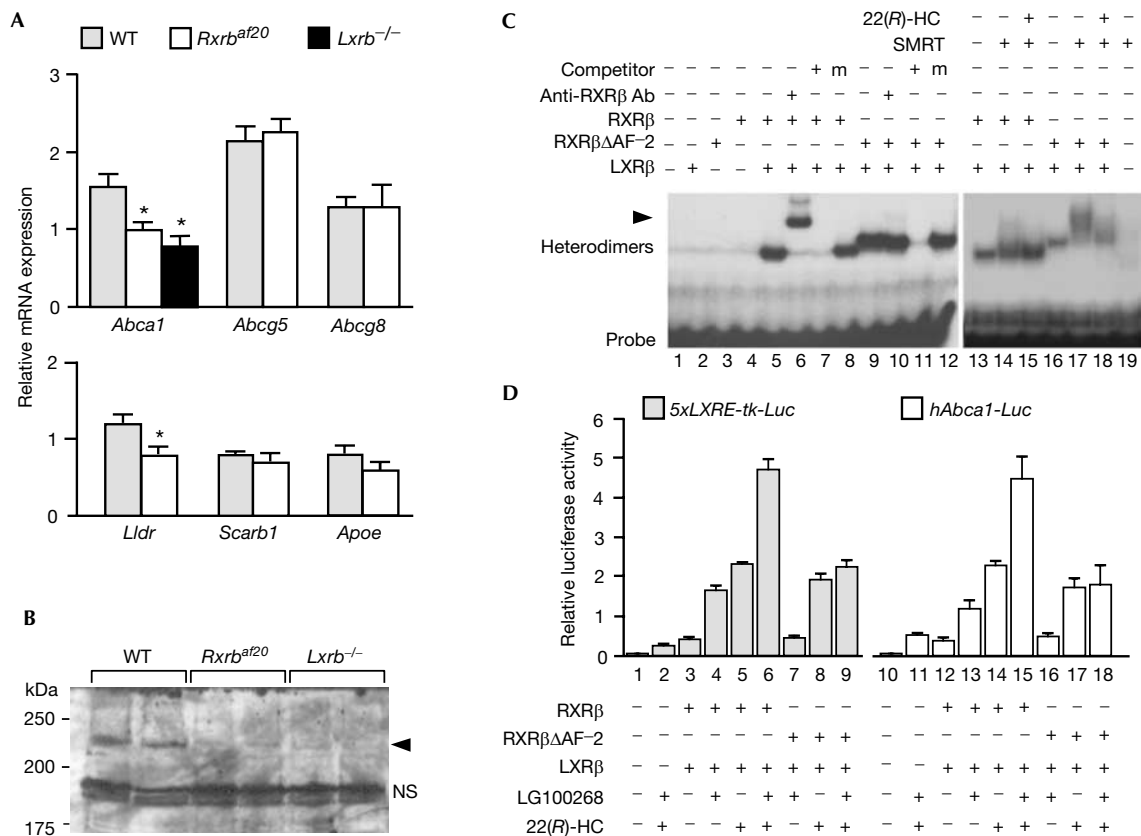 A
WT Rxrb^af20 Lxrb^–/–
Relative mRNA expression
3
2
1
0
* *
Abca1 Abcg5 Abcg8
2
1
0
*
Lldr Scarb1 Apoe
B
WT Rxrb^af20 Lxrb^–/–
kDa
250
200
175
NS
C
22(R)-HC – – + – – + –
SMRT – + + – + + +
Competitor – – – – – – + m – – + m – – – – – – –
Anti-RXRβ Ab – – – – – + – – – + – – – – – – – – –
RXRβ – – – + + + + + – – – – + + + – – – –
RXRβΔAF–2 – – + – – – – – + + + + – – – + + + –
LXRβ – + – – + + + + + + + + + + + + + + –
Heterodimers
Probe
1 2 3 4 5 6 7 8 9 10 11 12 13 14 15 16 17 18 19
D
5xLXRE-tk-Luc hAbca1-Luc
Relative luciferase activity
6
5
4
3
2
1
0
1 2 3 4 5 6 7 8 9 10 11 12 13 14 15 16 17 18
RXRβ – – + + + + – – – – – + + + + – – –
RXRβΔAF–2 – – – – – – + + + – – – – – – + + +
LXRβ – – + + + + + + + – – + + + + + + +
LG100268 – + – + – + + – + – + – + – + + – +
22(R)-HC – + – – + + – + + – + – – + + – + +